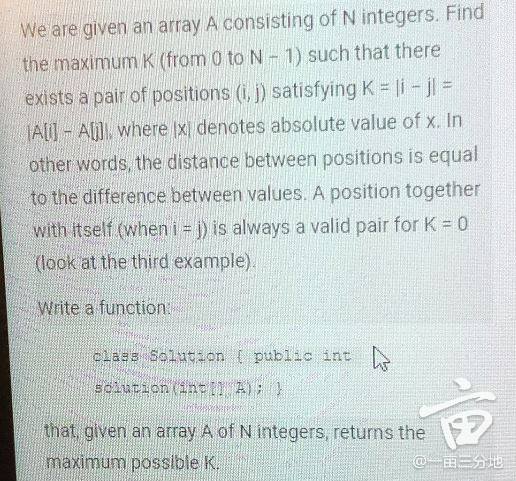 We are given an array A consisting of N integers. Find
the maximum K (from 0 to N - 1) such that there
exists a pair of positions (i, j) satisfying K = |i - j| =
|A[i] - A[j]|, where |x| denotes absolute value of x. In
other words, the distance between positions is equal
to the difference between values. A position together
with itself (when i = j) is always a valid pair for K = 0
(look at the third example).
Write a function:
class Solution { public int
solution(int[] A); }
that, given an array A of N integers, returns the
maximum possible K.
@一亩三分地